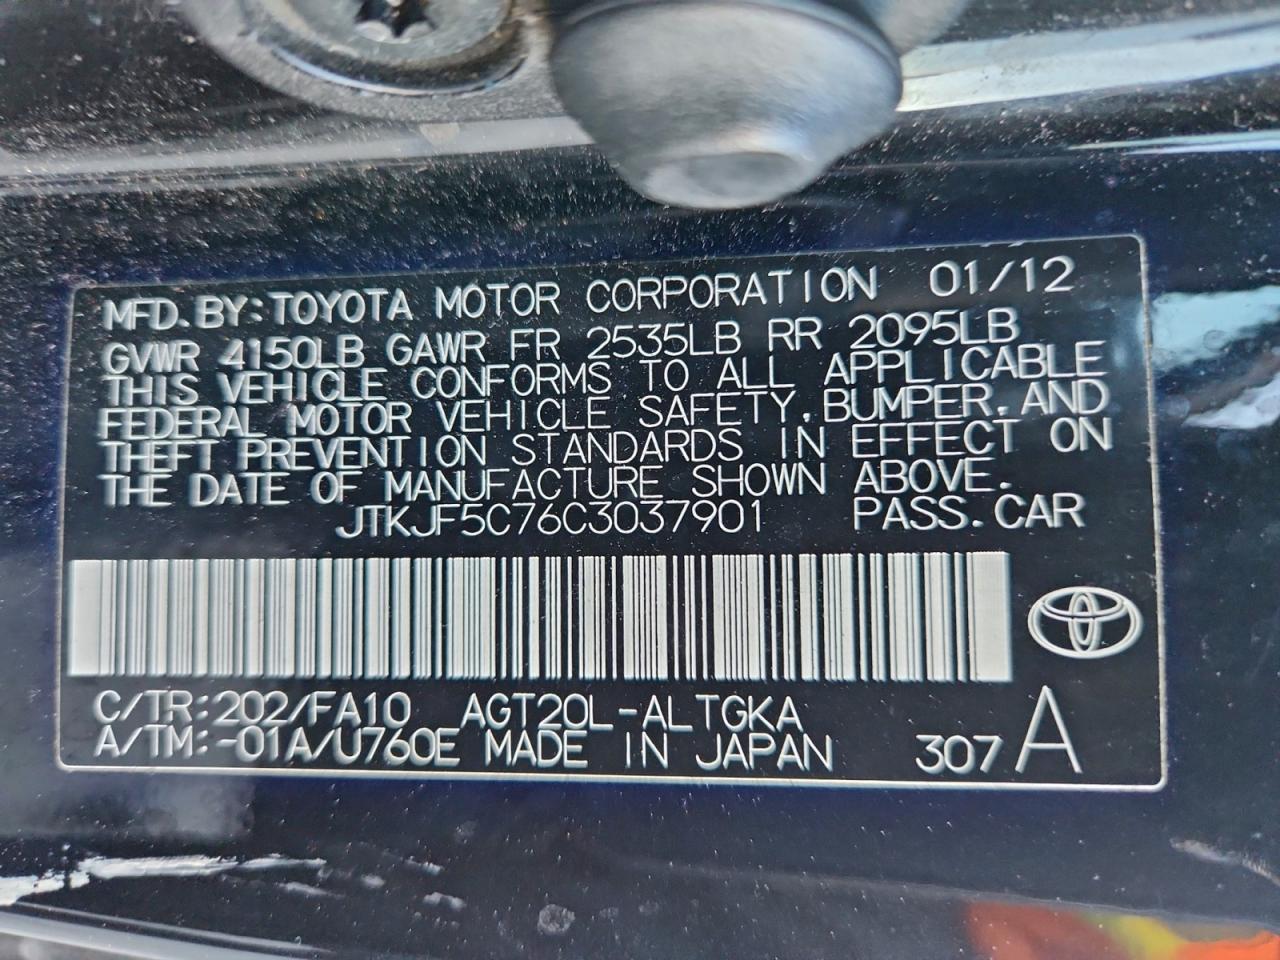 MFD.BY:TOYOTA MOTOR CORPORATION 01/12
GVWR 4150LB GAWR FR 2535LB RR 2095LB
THIS VEHICLE CONFORMS TO ALL APPLICABLE
FEDERAL MOTOR VEHICLE SAFETY,BUMPER,AND
THEFT PREVENTION STANDARDS IN EFFECT ON
THE DATE OF MANUFACTURE SHOWN ABOVE.
JTKJF5C76C3037901 PASS.CAR
C/TR:202/FA10 AGT20L-ALTGKA
A/TM:-01A/U760E MADE IN JAPAN 307 A